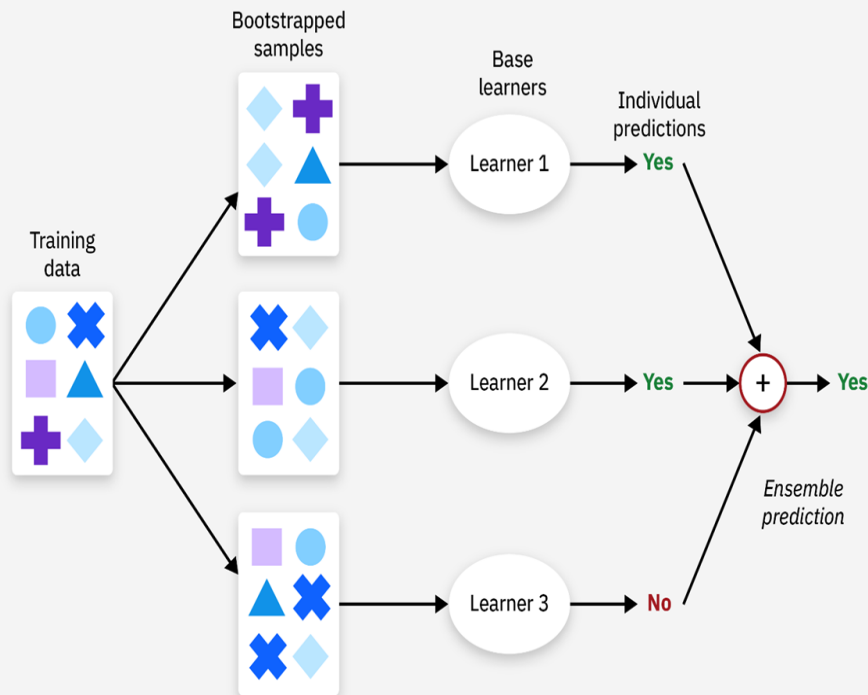 Bootstrapped
samples
Base
learners
Individual
predictions
Learner 1
Yes
Training
data
Learner 2
Yes
+
Yes
Ensemble
prediction
Learner 3
No